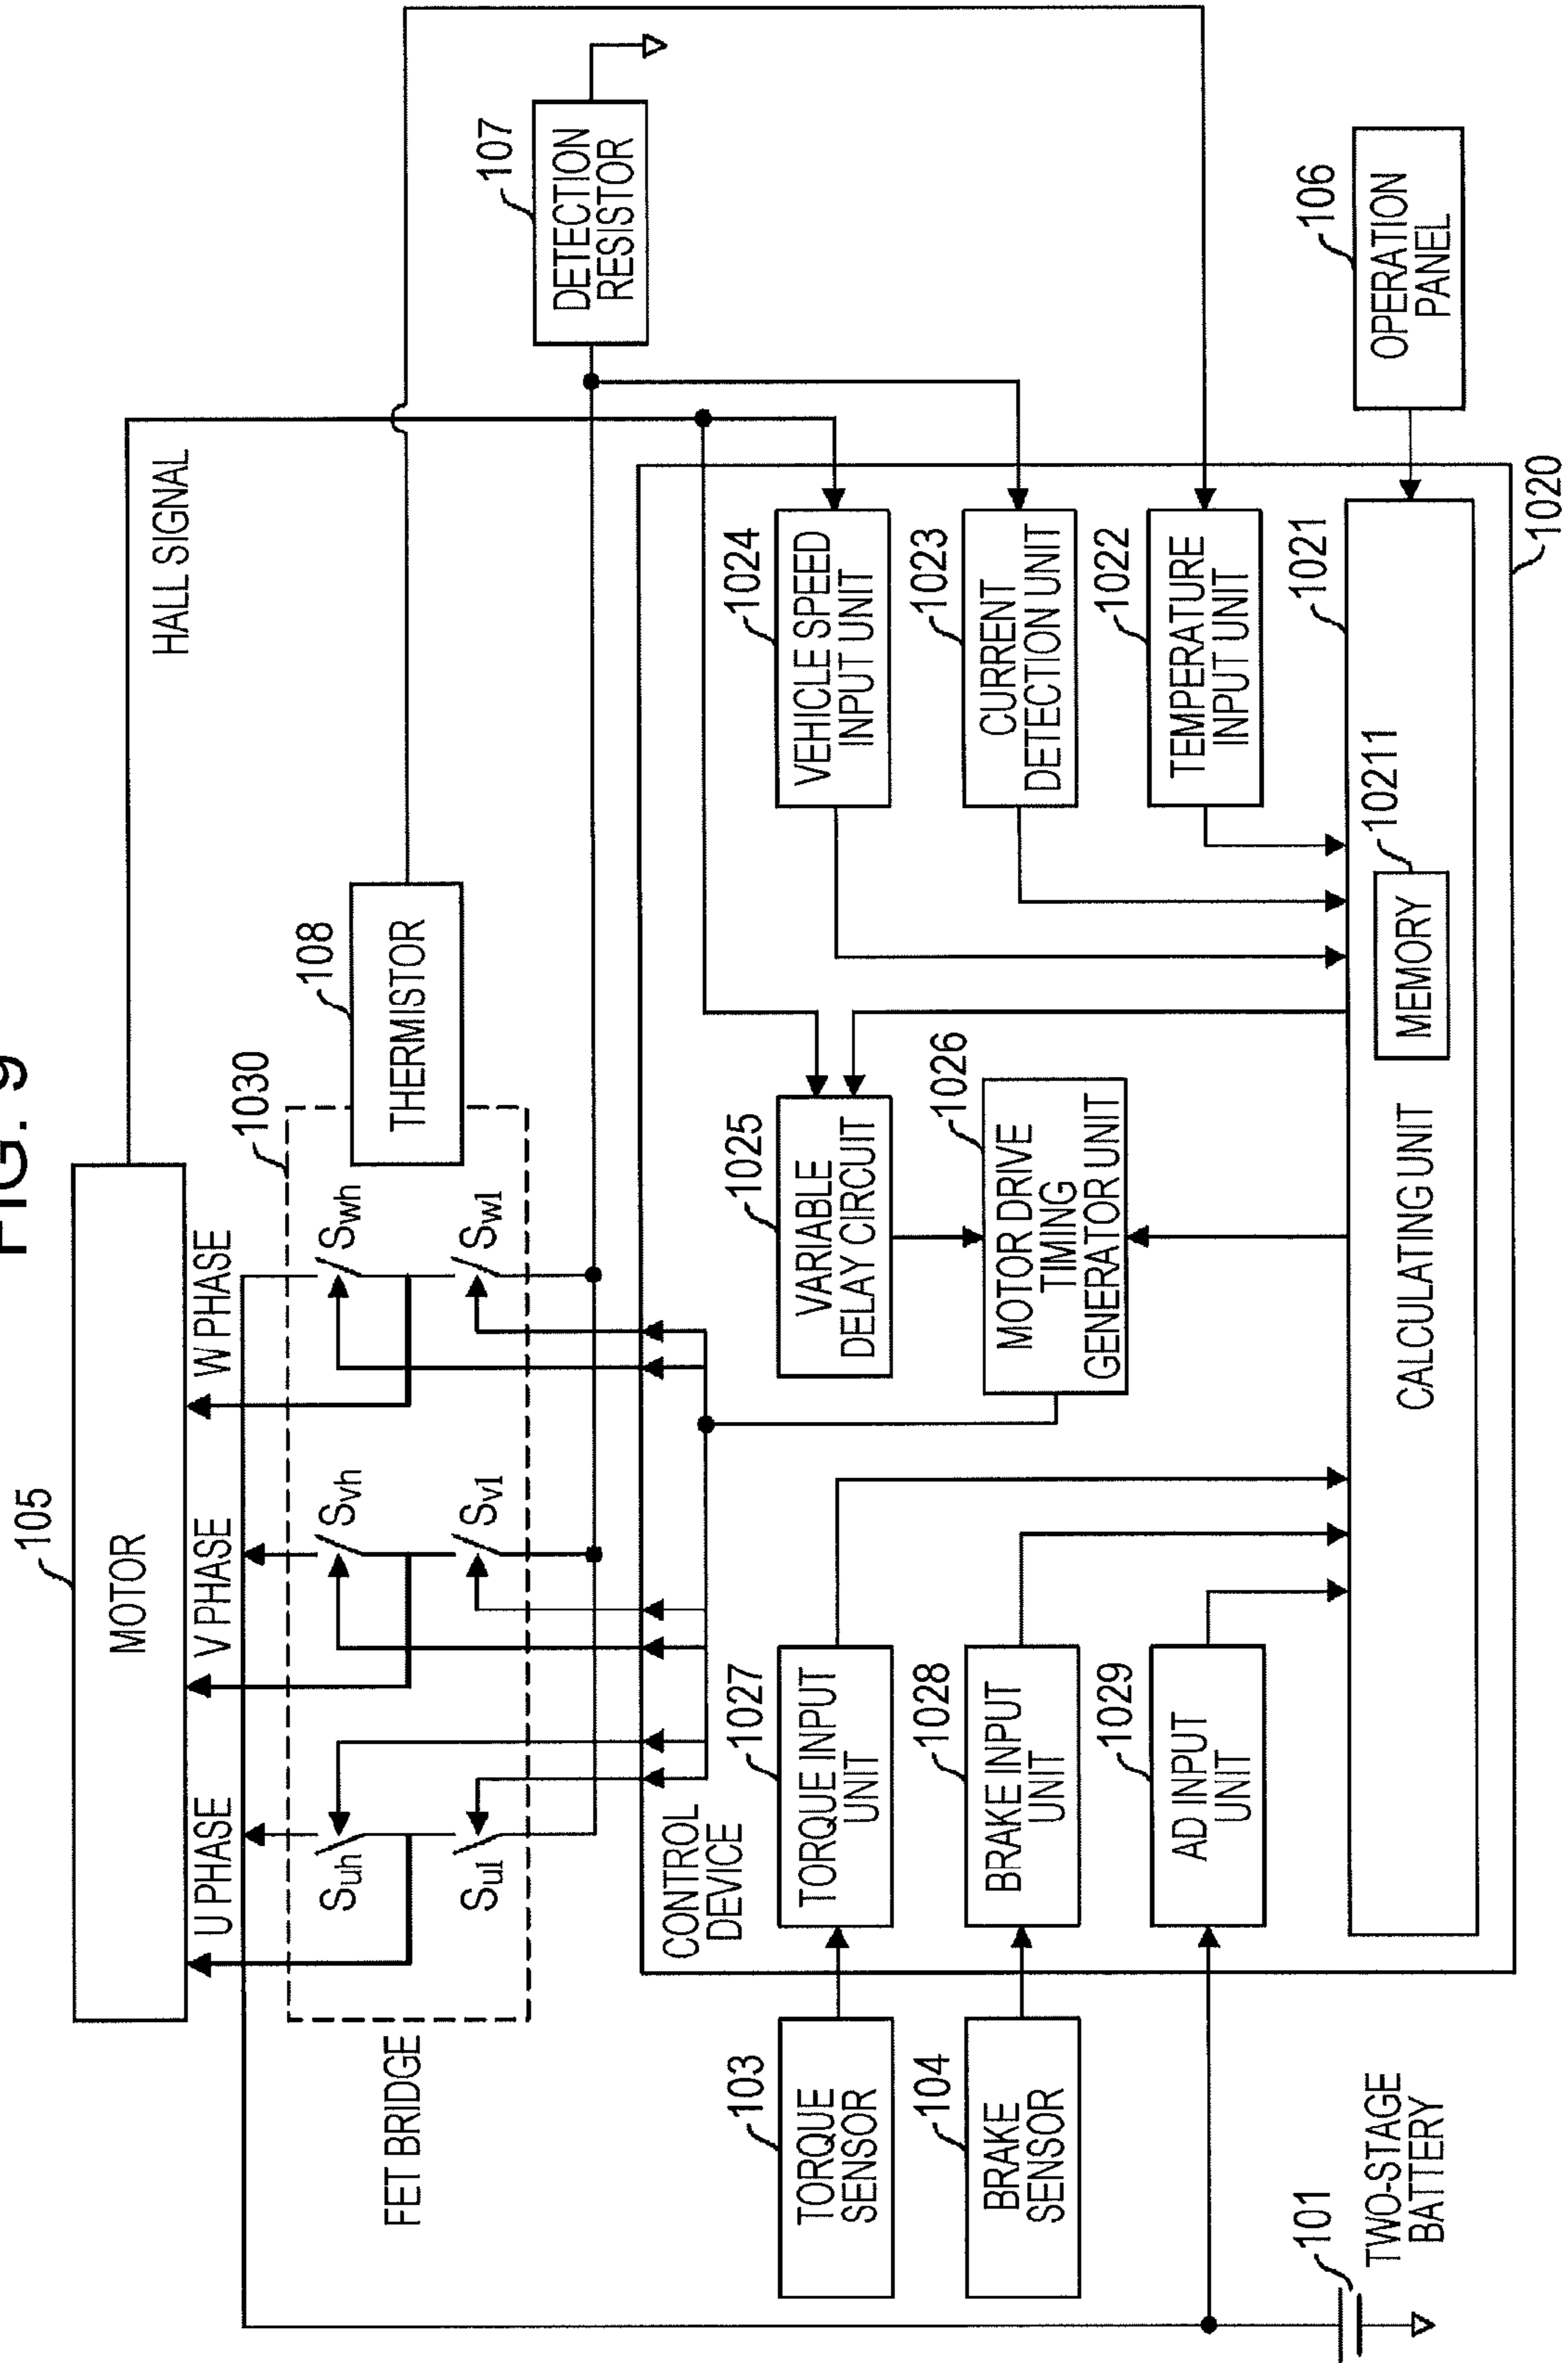 FIG. 9
105
MOTOR
HALL SIGNAL
U PHASE
V PHASE
W PHASE
1030
108
THERMISTOR
107
DETECTION
RESISTOR
Suh
Svh
Swh
Sul
Svl
Swl
FET BRIDGE
CONTROL
DEVICE
103
TORQUE
SENSOR
1027
TORQUE INPUT
UNIT
1025
VARIABLE
DELAY CIRCUIT
1024
VEHICLE SPEED
INPUT UNIT
104
BRAKE
SENSOR
1028
BRAKE INPUT
UNIT
1026
MOTOR DRIVE
TIMING
GENERATOR UNIT
1023
CURRENT
DETECTION UNIT
1029
AD INPUT
UNIT
1022
TEMPERATURE
INPUT UNIT
106
OPERATION
PANEL
101
TWO-STAGE
BATTERY
CALCULATING UNIT
MEMORY
10211
1021
1020